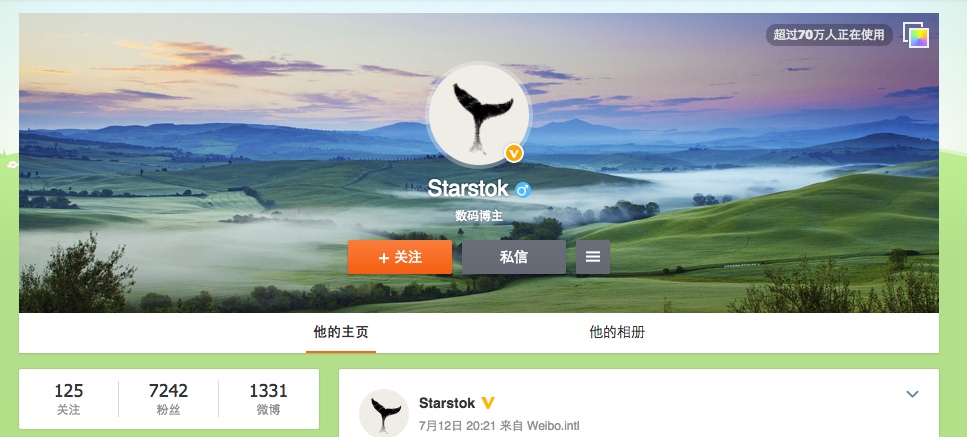 超过70万人正在使用
Starstok
数码博主
+ 关注
私信
他的主页
他的相册
125 7242 1331
关注 粉丝 微博
Starstok
7月12日 20:21 来自 Weibo.intl